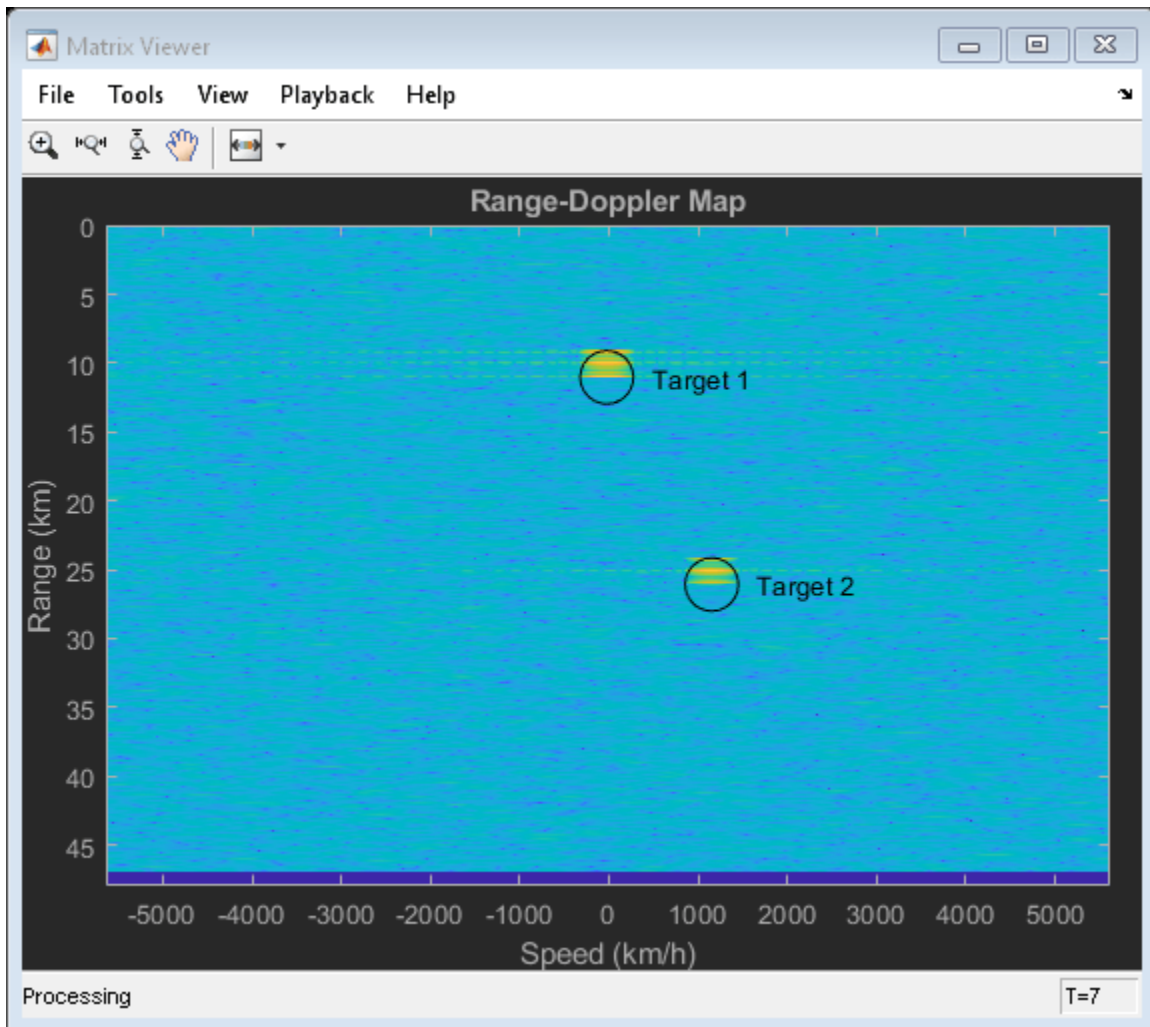 Matrix Viewer
File Tools View Playback Help
Range-Doppler Map
0
5
10
15
20
25
30
35
40
45
Range (km)
Target 1
Target 2
-5000 -4000 -3000 -2000 -1000 0 1000 2000 3000 4000 5000
Speed (km/h)
Processing T=7